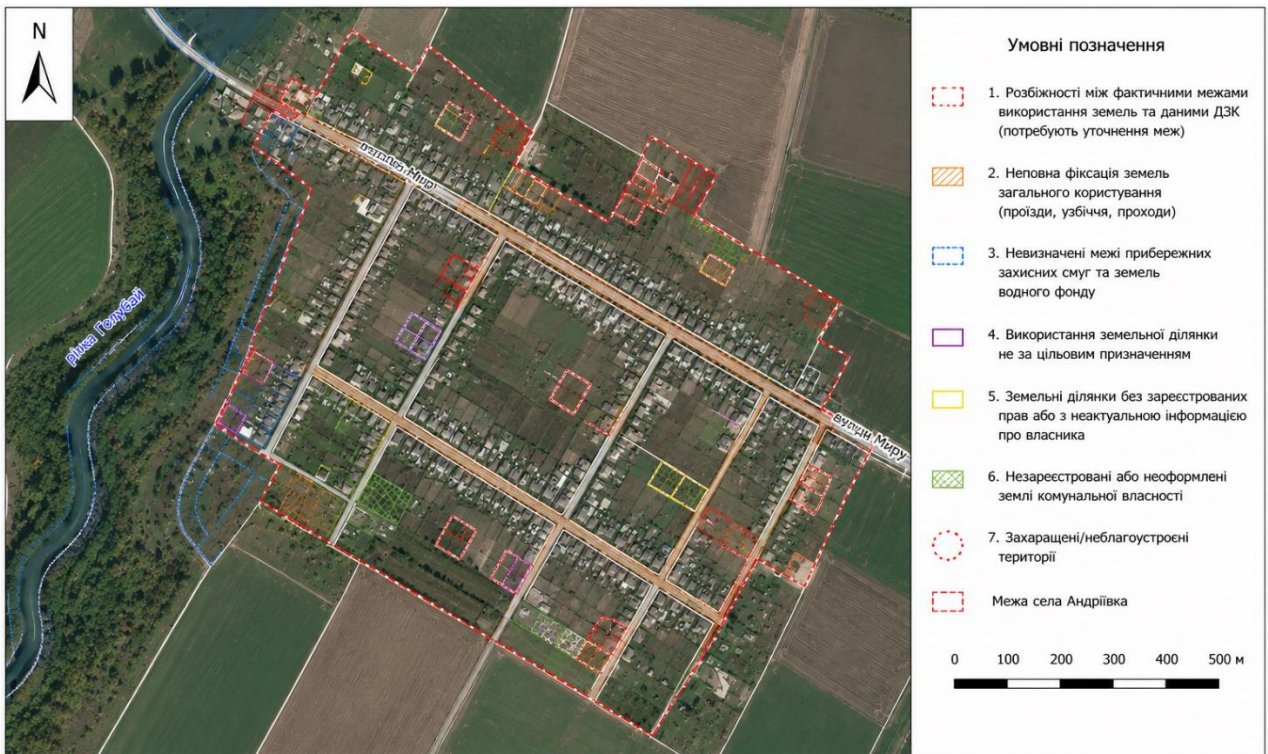 N
вулиця Миру
вулиця Миру
річка Голубай
Умовні позначення
1. Розбіжності між фактичними межами
використання земель та даними ДЗК
(потребують уточнення меж)
2. Неповна фіксація земель
загального користування
(проїзди, узбіччя, проходи)
3. Невизначені межі прибережних
захисних смуг та земель
водного фонду
4. Використання земельної ділянки
не за цільовим призначенням
5. Земельні ділянки без зареєстрованих
прав або з неактуальною інформацією
про власника
6. Незареєстровані або неоформлені
землі комунальної власності
7. Захаращені/неблагоустроєні
території
Межа села Андріївка
0 100 200 300 400 500 м